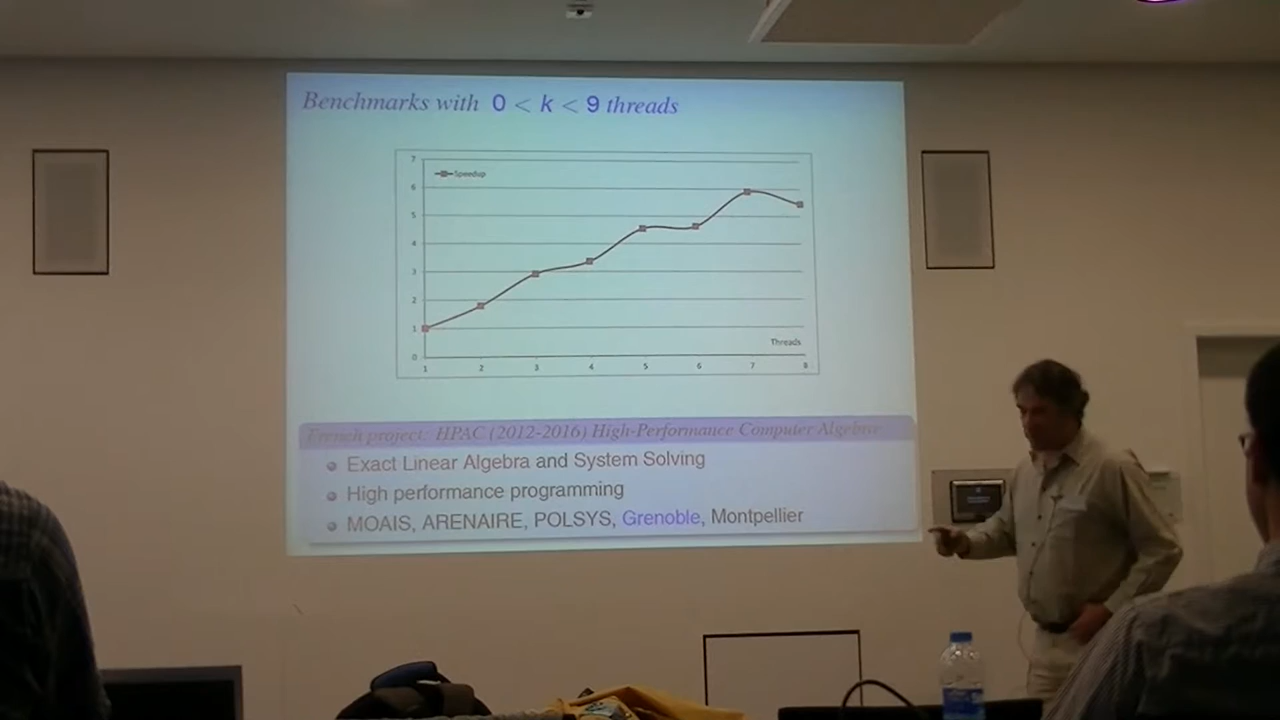 Benchmarks with 0 < k < 9 threads
7
Speedup
6
5
4
3
2
1
Threads
0
1 2 3 4 5 6 7 8
French project: HPAC (2012-2016) High-Performance Computer Algebra
Exact Linear Algebra and System Solving
High performance programming
MOAIS, ARENAIRE, POLSYS, Grenoble, Montpellier